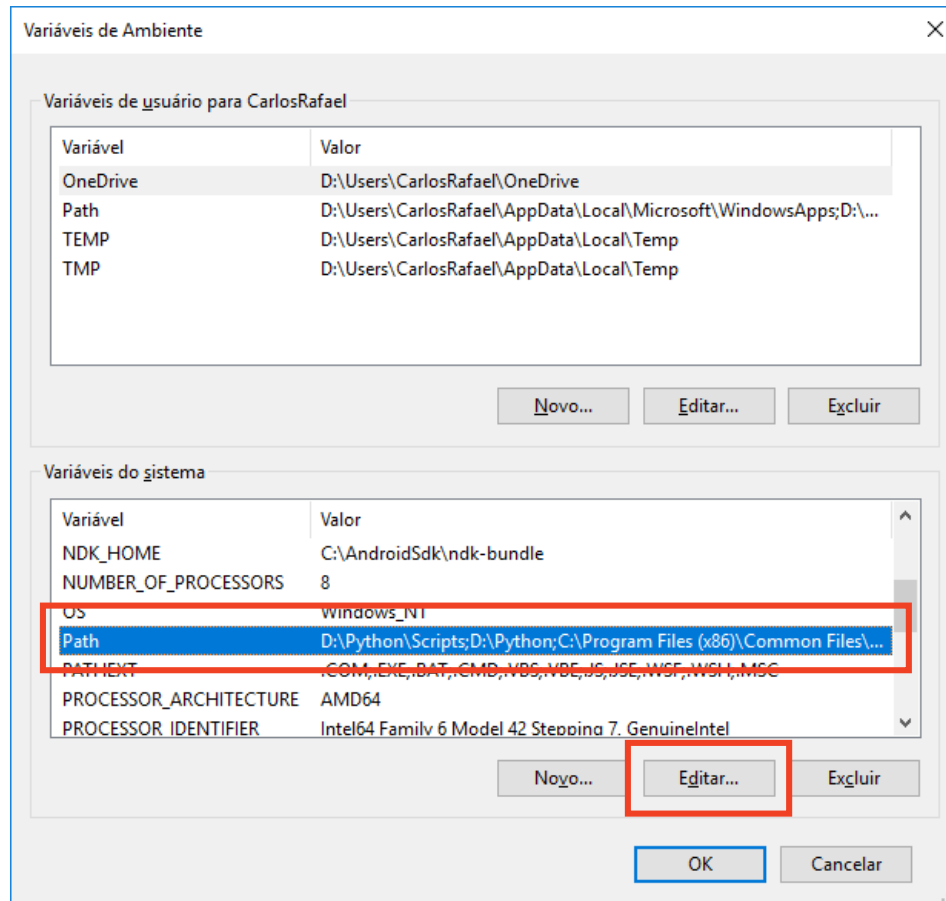 Variáveis de Ambiente
Variáveis de usuário para CarlosRafael
Variável Valor
OneDrive D:\Users\CarlosRafael\OneDrive
Path D:\Users\CarlosRafael\AppData\Local\Microsoft\WindowsApps;D:\...
TEMP D:\Users\CarlosRafael\AppData\Local\Temp
TMP D:\Users\CarlosRafael\AppData\Local\Temp
Novo... Editar... Excluir
Variáveis do sistema
Variável Valor
NDK_HOME C:\AndroidSdk\ndk-bundle
NUMBER_OF_PROCESSORS 8
OS Windows_NT
Path D:\Python\Scripts;D:\Python;C:\Program Files (x86)\Common Files\...
PATHEXT .COM;.EXE;.BAT;.CMD;.VBS;.VBE;.JS;.JSE;.WSF;.WSH;.MSC
PROCESSOR_ARCHITECTURE AMD64
PROCESSOR_IDENTIFIER Intel64 Family 6 Model 42 Stepping 7, GenuineIntel
Novo... Editar... Excluir
OK Cancelar